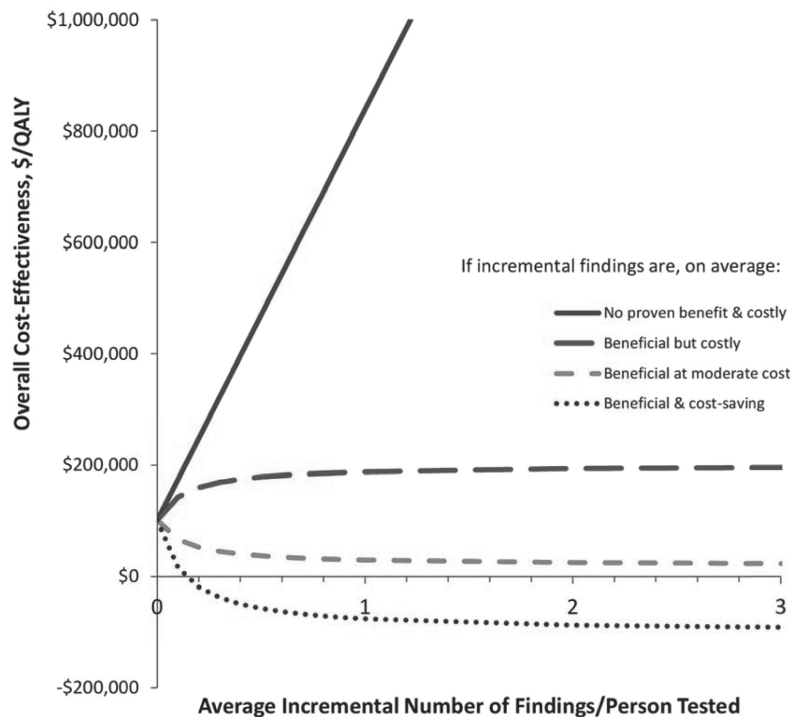 $1,000,000
$800,000
$600,000
$400,000
$200,000
$0
-$200,000
Overall Cost-Effectiveness, $/QALY
If incremental findings are, on average:
No proven benefit & costly
Beneficial but costly
Beneficial at moderate cost
Beneficial & cost-saving
0 1 2 3
Average Incremental Number of Findings/Person Tested